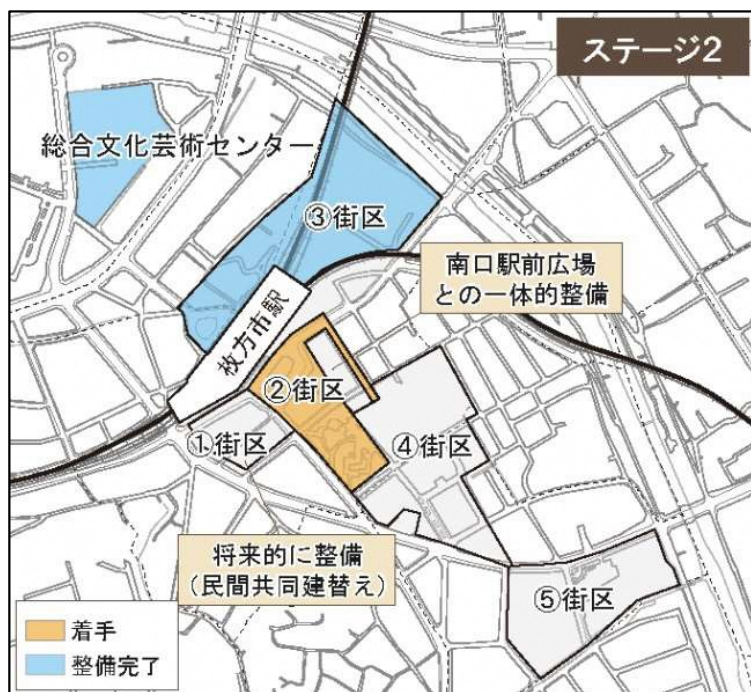 ステージ2
総合文化芸術センター
③街区
南口駅前広場
との一体的整備
枚方市駅
②街区
①街区
④街区
将来的に整備
(民間共同建替え)
⑤街区
着手
整備完了